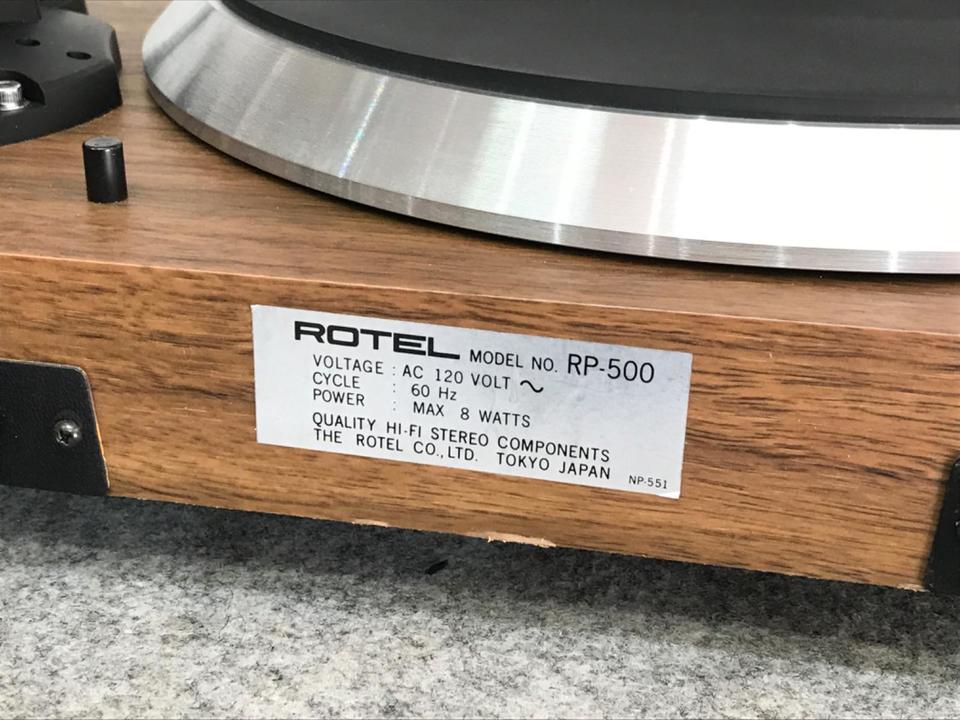 ROTEL MODEL NO. RP-500
VOLTAGE : AC 120 VOLT ～
CYCLE : 60 Hz
POWER : MAX 8 WATTS
QUALITY HI-FI STEREO COMPONENTS
THE ROTEL CO.,LTD. TOKYO JAPAN NP-551